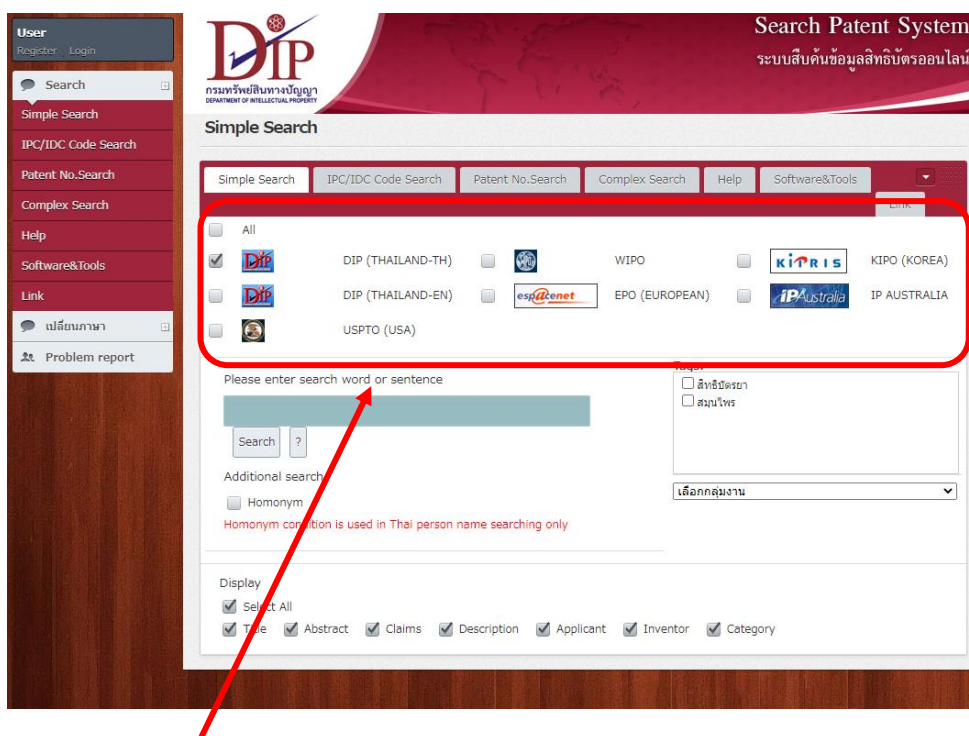 User
Register Login
Search
Simple Search
IPC/IDC Code Search
Patent No.Search
Complex Search
Help
Software&Tools
Link
เปลี่ยนภาษา
Problem report
DIP
กรมทรัพย์สินทางปัญญา
DEPARTMENT OF INTELLECTUAL PROPERTY
Search Patent System
ระบบสืบค้นข้อมูลสิทธิบัตรออนไลน์
Simple Search
Simple Search IPC/IDC Code Search Patent No.Search Complex Search Help Software&Tools
Link
All
DIP DIP (THAILAND-TH) WIPO KIPRIS KIPO (KOREA)
DIP DIP (THAILAND-EN) espacenet EPO (EUROPEAN) IPAustralia IP AUSTRALIA
USPTO (USA)
Please enter search word or sentence
Tags:
สิทธิบัตรยา
สมุนไพร
Search ?
เลือกกลุ่มงาน
Additional search
Homonym
Homonym condition is used in Thai person name searching only
Display
Select All
Title Abstract Claims Description Applicant Inventor Category